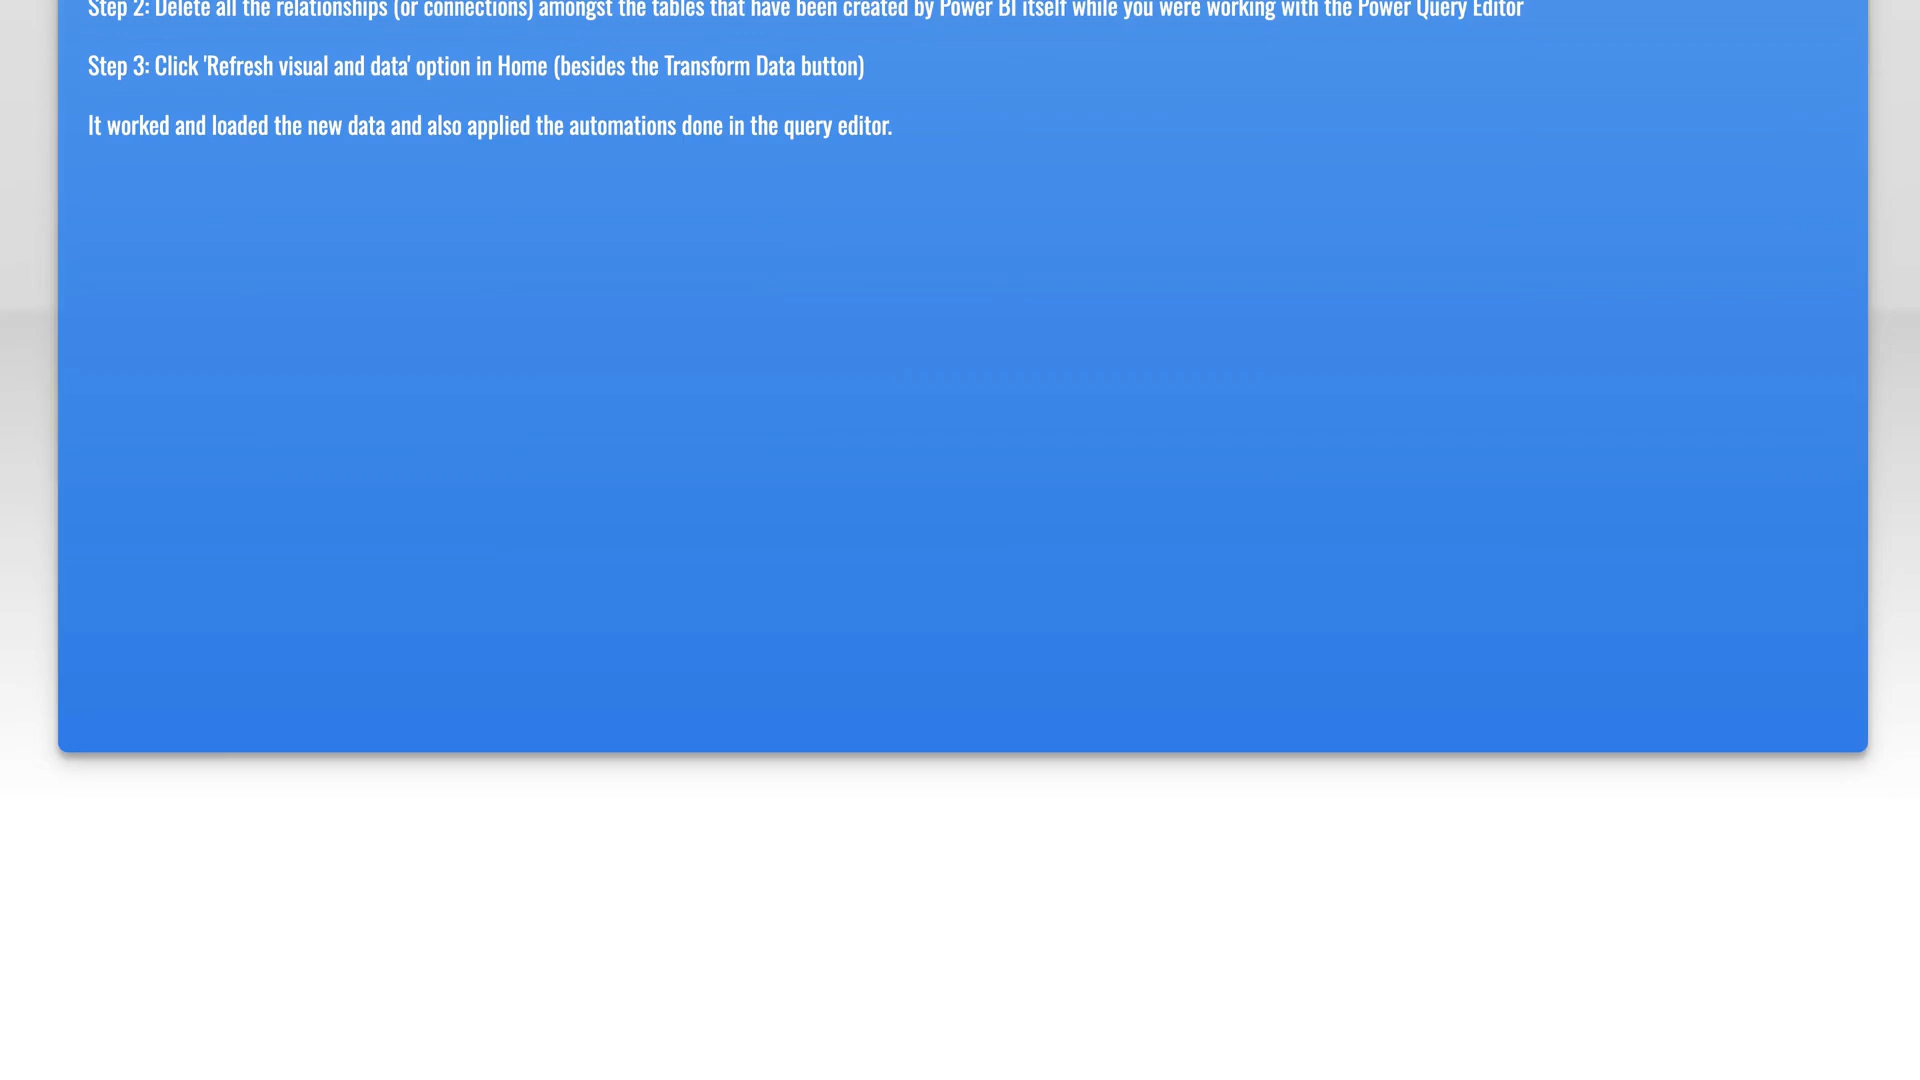 Step 2: Delete all the relationships (or connections) amongst the tables that have been created by Power BI itself while you were working with the Power Query Editor
Step 3: Click 'Refresh visual and data' option in Home (besides the Transform Data button)
It worked and loaded the new data and also applied the automations done in the query editor.